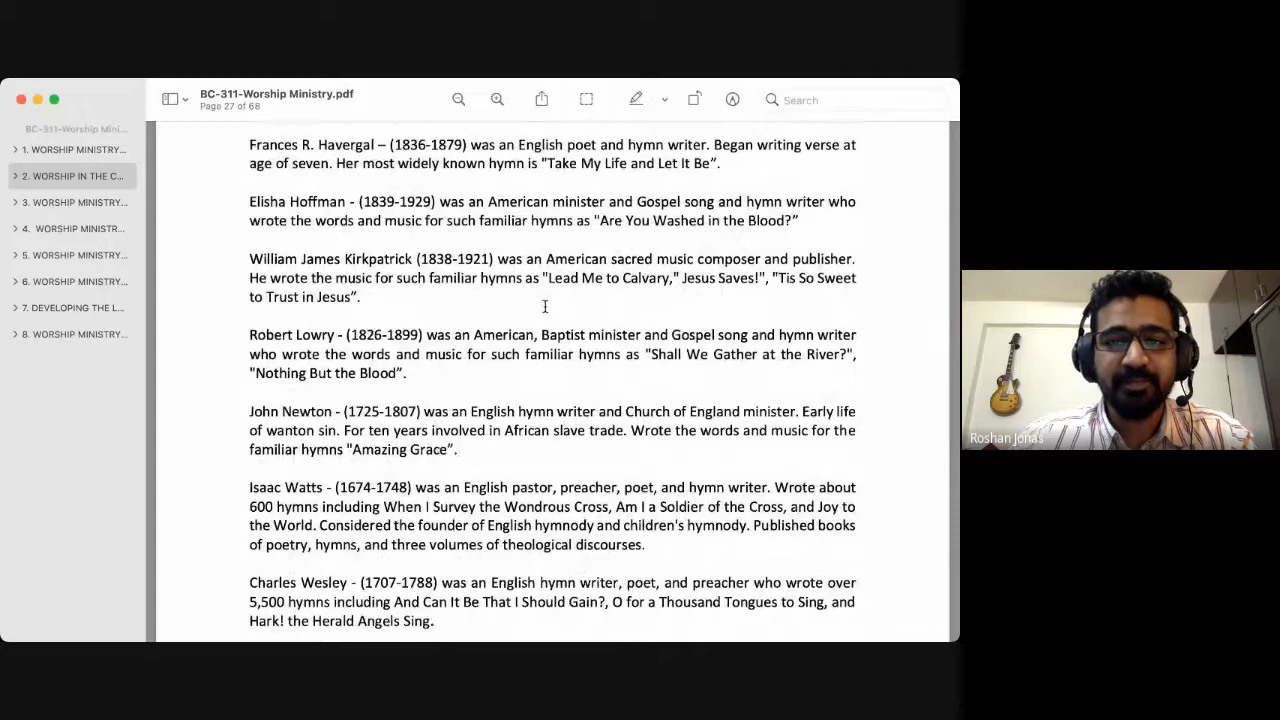 BC-311-Worship Ministry.pdf
Page 27 of 68
Search
BC-311-Worship Mini...
1. WORSHIP MINISTRY...
2. WORSHIP IN THE C...
3. WORSHIP MINISTRY...
4. WORSHIP MINISTR...
5. WORSHIP MINISTRY...
6. WORSHIP MINISTRY...
7. DEVELOPING THE L...
8. WORSHIP MINISTRY...
Frances R. Havergal – (1836-1879) was an English poet and hymn writer. Began writing verse at
age of seven. Her most widely known hymn is "Take My Life and Let It Be”.
Elisha Hoffman - (1839-1929) was an American minister and Gospel song and hymn writer who
wrote the words and music for such familiar hymns as "Are You Washed in the Blood?”
William James Kirkpatrick (1838-1921) was an American sacred music composer and publisher.
He wrote the music for such familiar hymns as "Lead Me to Calvary," Jesus Saves!", "Tis So Sweet
to Trust in Jesus”.
Robert Lowry - (1826-1899) was an American, Baptist minister and Gospel song and hymn writer
who wrote the words and music for such familiar hymns as "Shall We Gather at the River?",
"Nothing But the Blood”.
John Newton - (1725-1807) was an English hymn writer and Church of England minister. Early life
of wanton sin. For ten years involved in African slave trade. Wrote the words and music for the
familiar hymns "Amazing Grace”.
Isaac Watts - (1674-1748) was an English pastor, preacher, poet, and hymn writer. Wrote about
600 hymns including When I Survey the Wondrous Cross, Am I a Soldier of the Cross, and Joy to
the World. Considered the founder of English hymnody and children's hymnody. Published books
of poetry, hymns, and three volumes of theological discourses.
Charles Wesley - (1707-1788) was an English hymn writer, poet, and preacher who wrote over
5,500 hymns including And Can It Be That I Should Gain?, O for a Thousand Tongues to Sing, and
Hark! the Herald Angels Sing.
Roshan Jonas